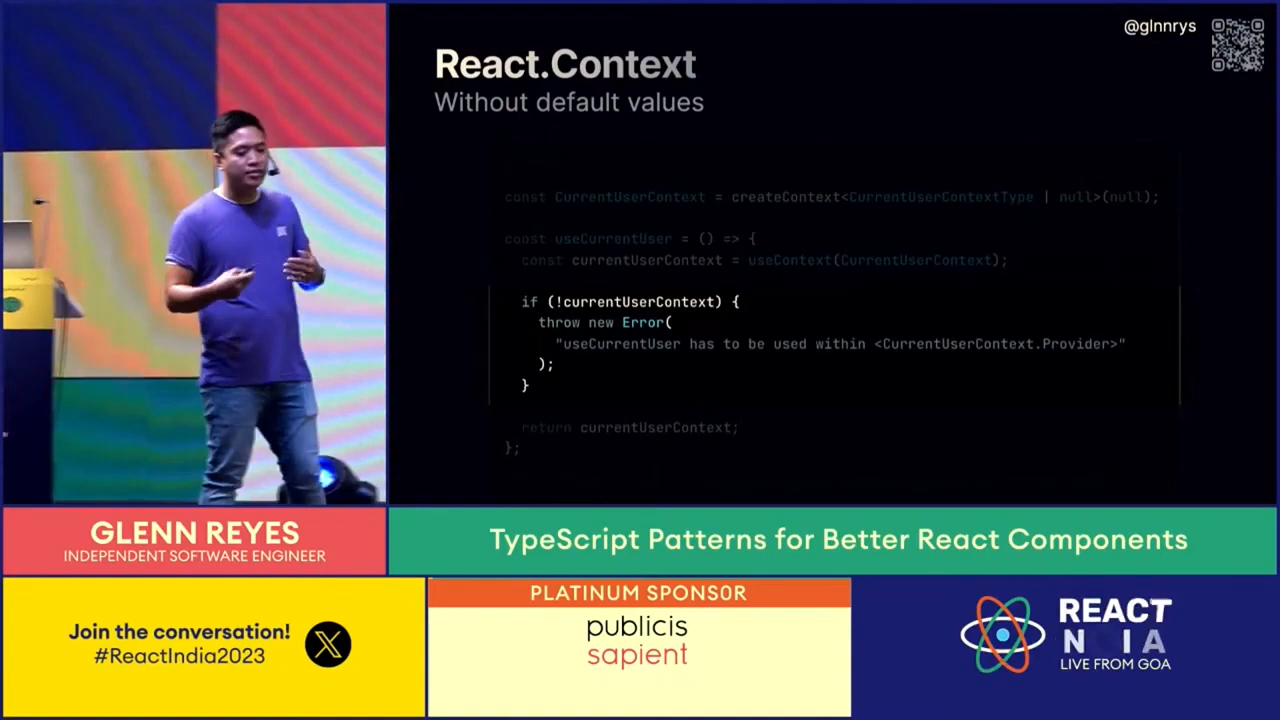 @glnnrys
React.Context
Without default values
const CurrentUserContext = createContext<CurrentUserContextType | null>(null);
const useCurrentUser = () => {
const currentUserContext = useContext(CurrentUserContext);
if (!currentUserContext) {
throw new Error(
"useCurrentUser has to be used within <CurrentUserContext.Provider>"
);
}
return currentUserContext;
};
GLENN REYES
INDEPENDENT SOFTWARE ENGINEER
TypeScript Patterns for Better React Components
Join the conversation!
#ReactIndia2023
PLATINUM SPONS0R
publicis
sapient
REACT
N IA
LIVE FROM GOA